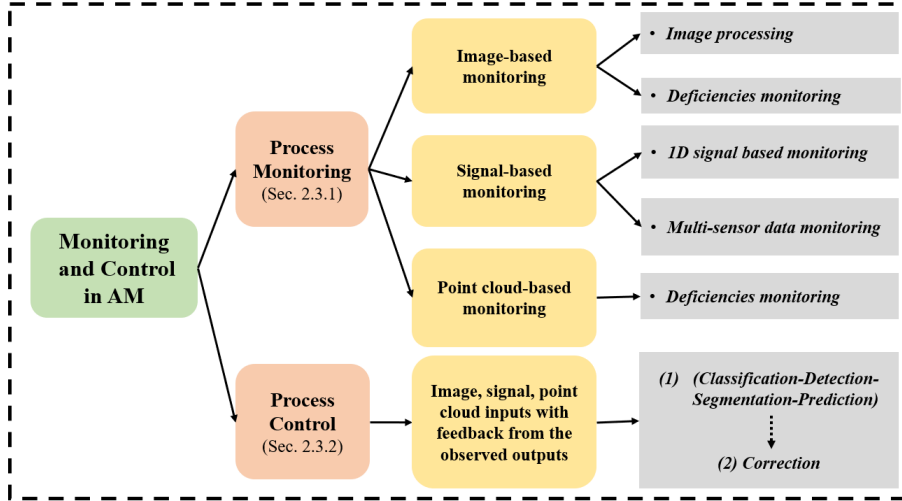 Monitoring
and Control
in AM
Process
Monitoring
(Sec. 2.3.1)
Image-based
monitoring
• Image processing
• Deficiencies monitoring
Signal-based
monitoring
• 1D signal based monitoring
• Multi-sensor data monitoring
Point cloud-based
monitoring
• Deficiencies monitoring
Process
Control
(Sec. 2.3.2)
Image, signal, point
cloud inputs with
feedback from the
observed outputs
(1) (Classification-Detection-
Segmentation-Prediction)
(2) Correction